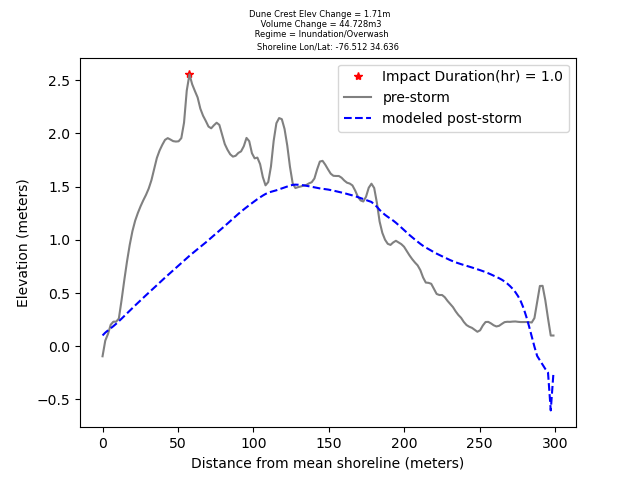 Dune Crest Elev Change = 1.71m
Volume Change = 44.728m3
Regime = Inundation/Overwash
Shoreline Lon/Lat: -76.512 34.636
Impact Duration(hr) = 1.0
pre-storm
modeled post-storm
Elevation (meters)
2.5
2.0
1.5
1.0
0.5
0.0
−0.5
0 50 100 150 200 250 300
Distance from mean shoreline (meters)